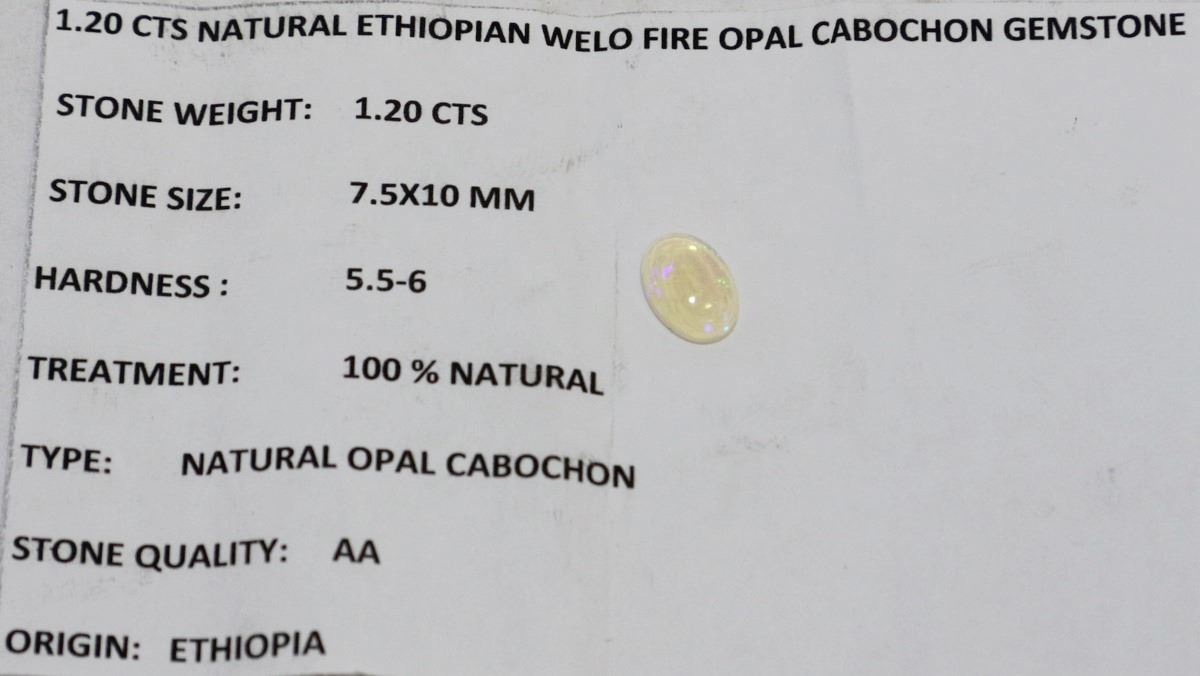 1.20 CTS NATURAL ETHIOPIAN WELO FIRE OPAL CABOCHON GEMSTONE
STONE WEIGHT: 1.20 CTS
STONE SIZE: 7.5X10 MM
HARDNESS : 5.5-6
TREATMENT: 100 % NATURAL
TYPE: NATURAL OPAL CABOCHON
STONE QUALITY: AA
ORIGIN: ETHIOPIA